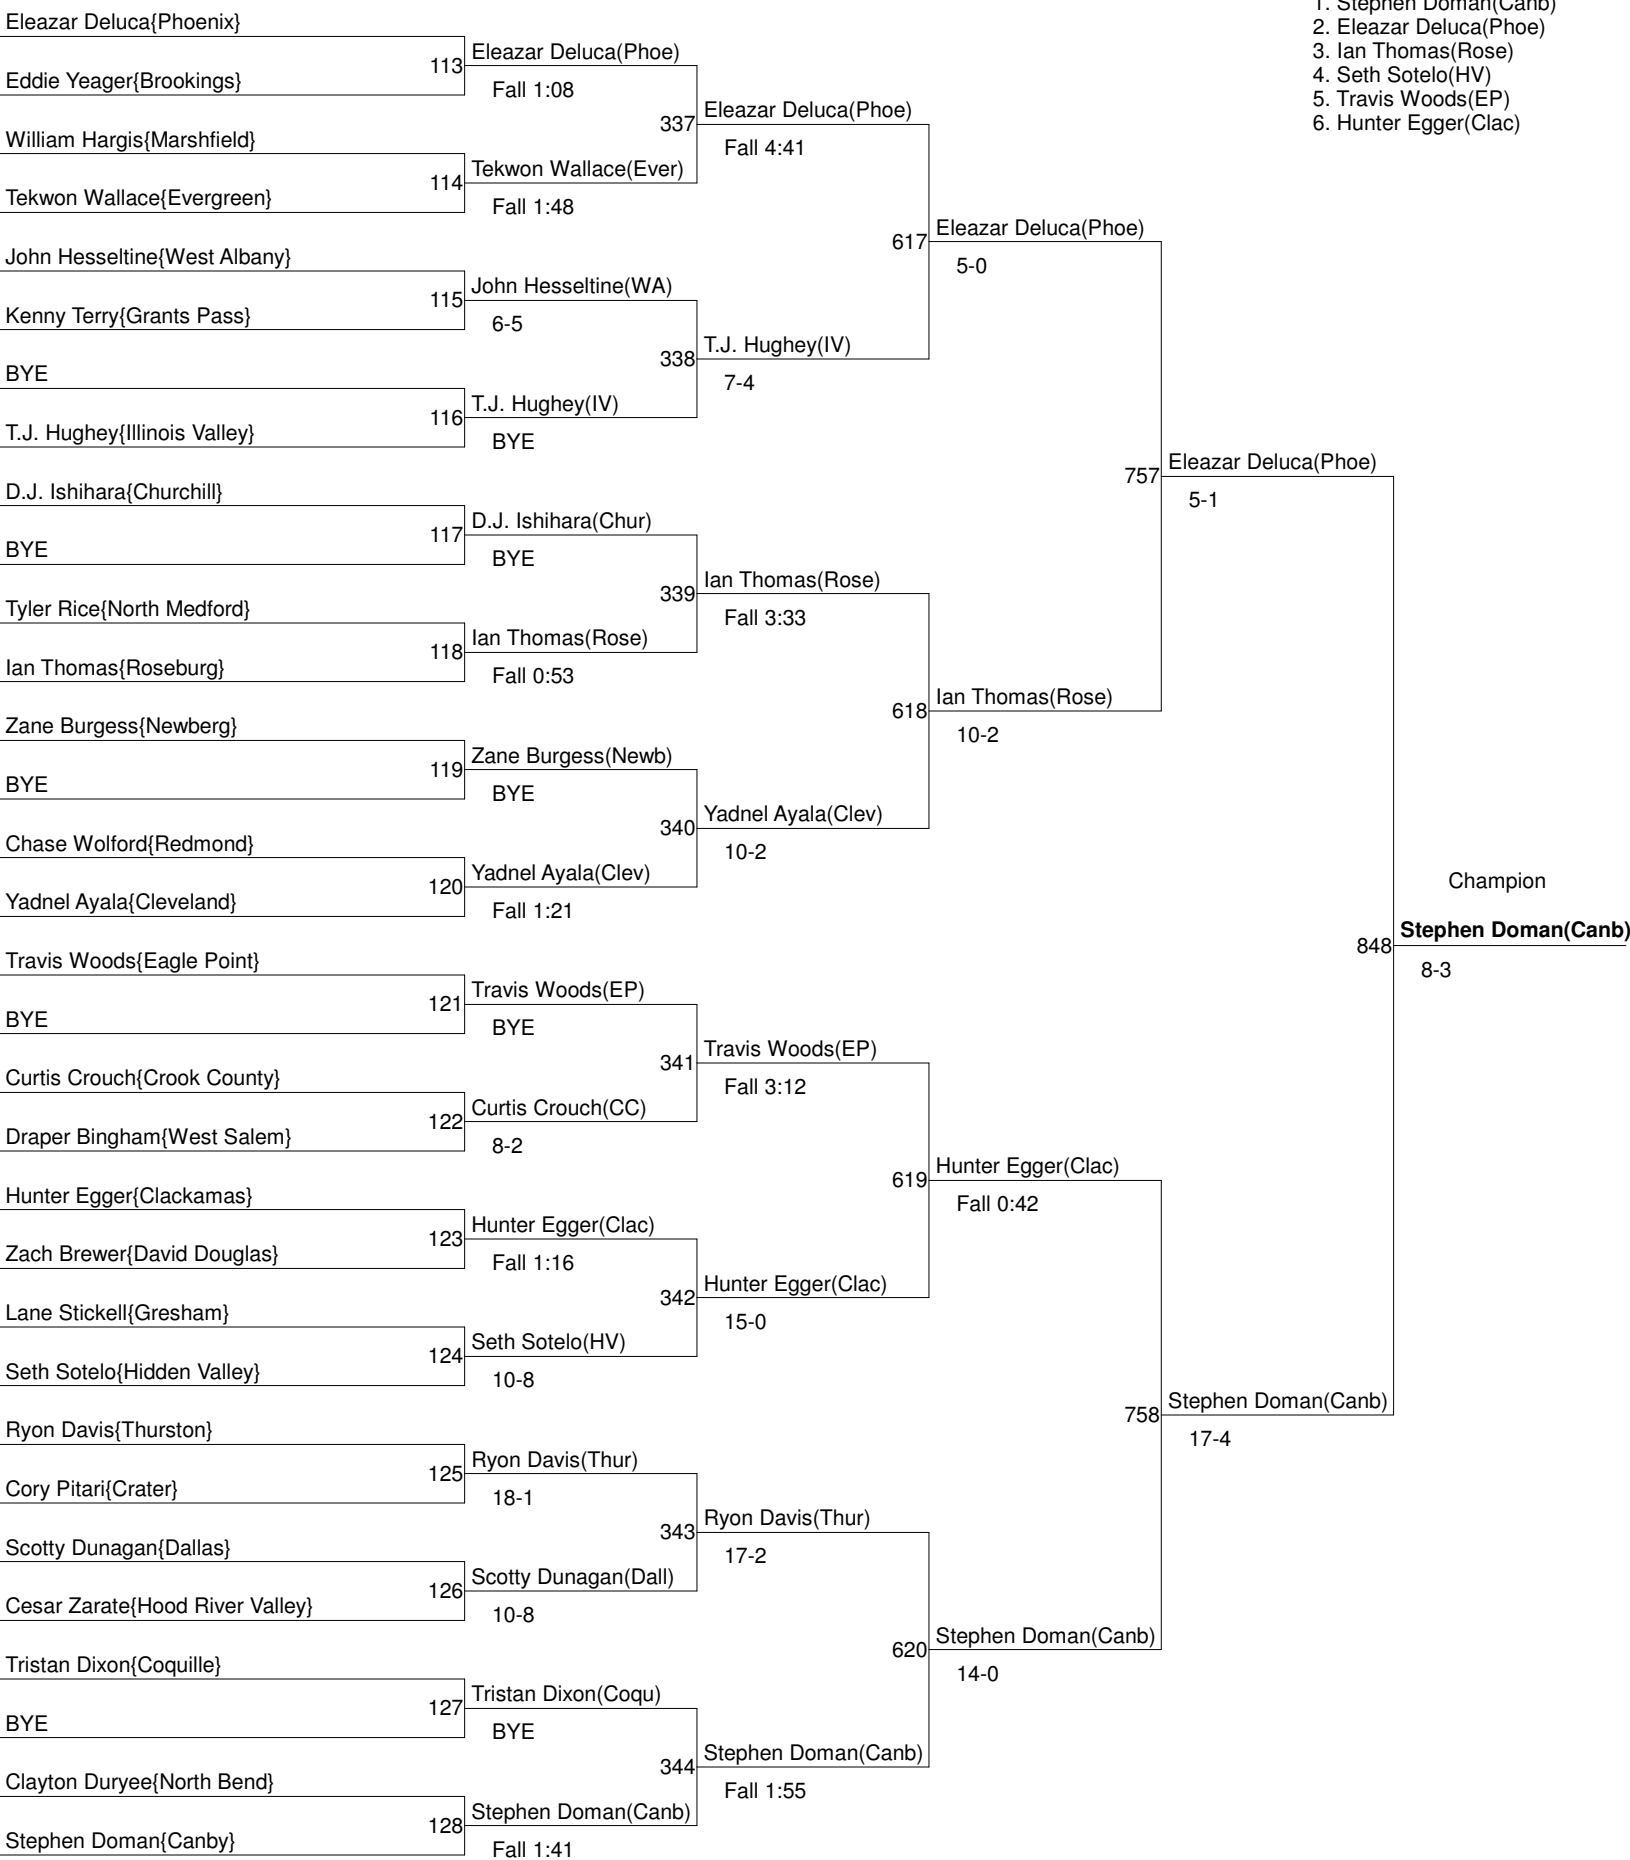 1. Stephen Doman(Canb)
2. Eleazar Deluca(Phoe)
3. Ian Thomas(Rose)
4. Seth Sotelo(HV)
5. Travis Woods(EP)
6. Hunter Egger(Clac)
Eleazar Deluca{Phoenix}
Eddie Yeager{Brookings}
William Hargis{Marshfield}
Tekwon Wallace{Evergreen}
John Hesseltine{West Albany}
Kenny Terry{Grants Pass}
BYE
T.J. Hughey{Illinois Valley}
D.J. Ishihara{Churchill}
BYE
Tyler Rice{North Medford}
Ian Thomas{Roseburg}
Zane Burgess{Newberg}
BYE
Chase Wolford{Redmond}
Yadnel Ayala{Cleveland}
Travis Woods{Eagle Point}
BYE
Curtis Crouch{Crook County}
Draper Bingham{West Salem}
Hunter Egger{Clackamas}
Zach Brewer{David Douglas}
Lane Stickell{Gresham}
Seth Sotelo{Hidden Valley}
Ryon Davis{Thurston}
Cory Pitari{Crater}
Scotty Dunagan{Dallas}
Cesar Zarate{Hood River Valley}
Tristan Dixon{Coquille}
BYE
Clayton Duryee{North Bend}
Stephen Doman{Canby}
113 Eleazar Deluca(Phoe)
Fall 1:08
114 Tekwon Wallace(Ever)
Fall 1:48
115 John Hesseltine(WA)
6-5
116 T.J. Hughey(IV)
BYE
117 D.J. Ishihara(Chur)
BYE
118 Ian Thomas(Rose)
Fall 0:53
119 Zane Burgess(Newb)
BYE
120 Yadnel Ayala(Clev)
Fall 1:21
121 Travis Woods(EP)
BYE
122 Curtis Crouch(CC)
8-2
123 Hunter Egger(Clac)
Fall 1:16
124 Seth Sotelo(HV)
10-8
125 Ryon Davis(Thur)
18-1
126 Scotty Dunagan(Dall)
10-8
127 Tristan Dixon(Coqu)
BYE
128 Stephen Doman(Canb)
Fall 1:41
337 Eleazar Deluca(Phoe)
Fall 4:41
338 T.J. Hughey(IV)
7-4
339 Ian Thomas(Rose)
Fall 3:33
340 Yadnel Ayala(Clev)
10-2
341 Travis Woods(EP)
Fall 3:12
342 Hunter Egger(Clac)
15-0
343 Ryon Davis(Thur)
17-2
344 Stephen Doman(Canb)
Fall 1:55
617 Eleazar Deluca(Phoe)
5-0
618 Ian Thomas(Rose)
10-2
619 Hunter Egger(Clac)
Fall 0:42
620 Stephen Doman(Canb)
14-0
757 Eleazar Deluca(Phoe)
5-1
758 Stephen Doman(Canb)
17-4
Champion
848 Stephen Doman(Canb)
8-3